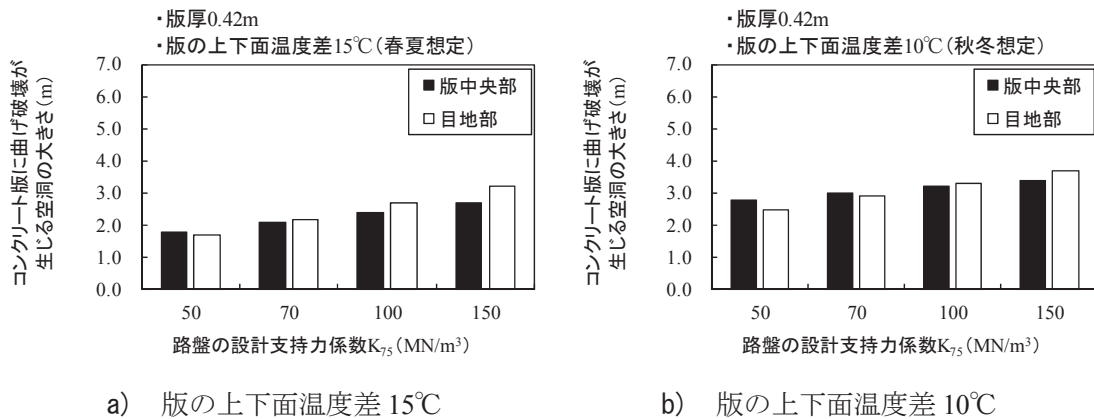 ・版厚0.42m
・版の上下面温度差15℃(春夏想定)
コンクリート版に曲げ破壊が
生じる空洞の大きさ(m)
7.0
6.0
5.0
4.0
3.0
2.0
1.0
0.0
■版中央部
□目地部
50 70 100 150
路盤の設計支持力係数K75(MN/m³)
a) 版の上下面温度差 15℃
・版厚0.42m
・版の上下面温度差10℃(秋冬想定)
コンクリート版に曲げ破壊が
生じる空洞の大きさ(m)
7.0
6.0
5.0
4.0
3.0
2.0
1.0
0.0
■版中央部
□目地部
50 70 100 150
路盤の設計支持力係数K75(MN/m³)
b) 版の上下面温度差 10℃